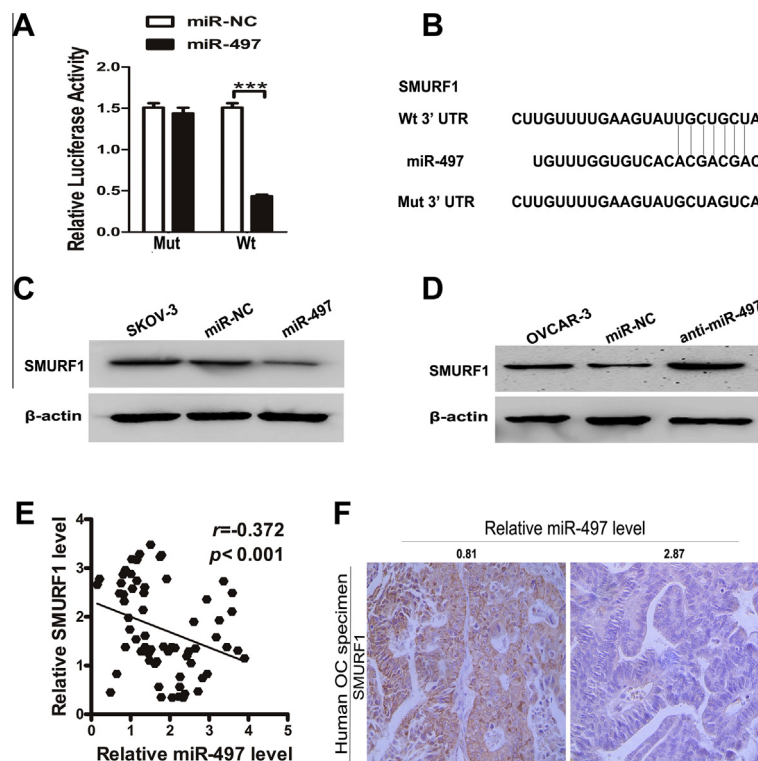 A
miR-NC
miR-497
Relative Luciferase Activity
2.0
1.5
1.0
0.5
0.0
***
Mut
Wt
B
SMURF1
Wt 3' UTR
CUUGUUUUGAAGUAUUGCUGCUA
miR-497
UGUUUGGUGUCACACGACGAC
Mut 3' UTR
CUUGUUUUGAAGUAUGCUAGUCA
C
SKOV-3
miR-NC
miR-497
SMURF1
β-actin
D
OVCAR-3
miR-NC
anti-miR-497
SMURF1
β-actin
E
Relative SMURF1 level
4
3
2
1
0
r=-0.372
p<0.001
0 1 2 3 4 5
Relative miR-497 level
F
Relative miR-497 level
0.81
2.87
Human OC specimen
SMURF1